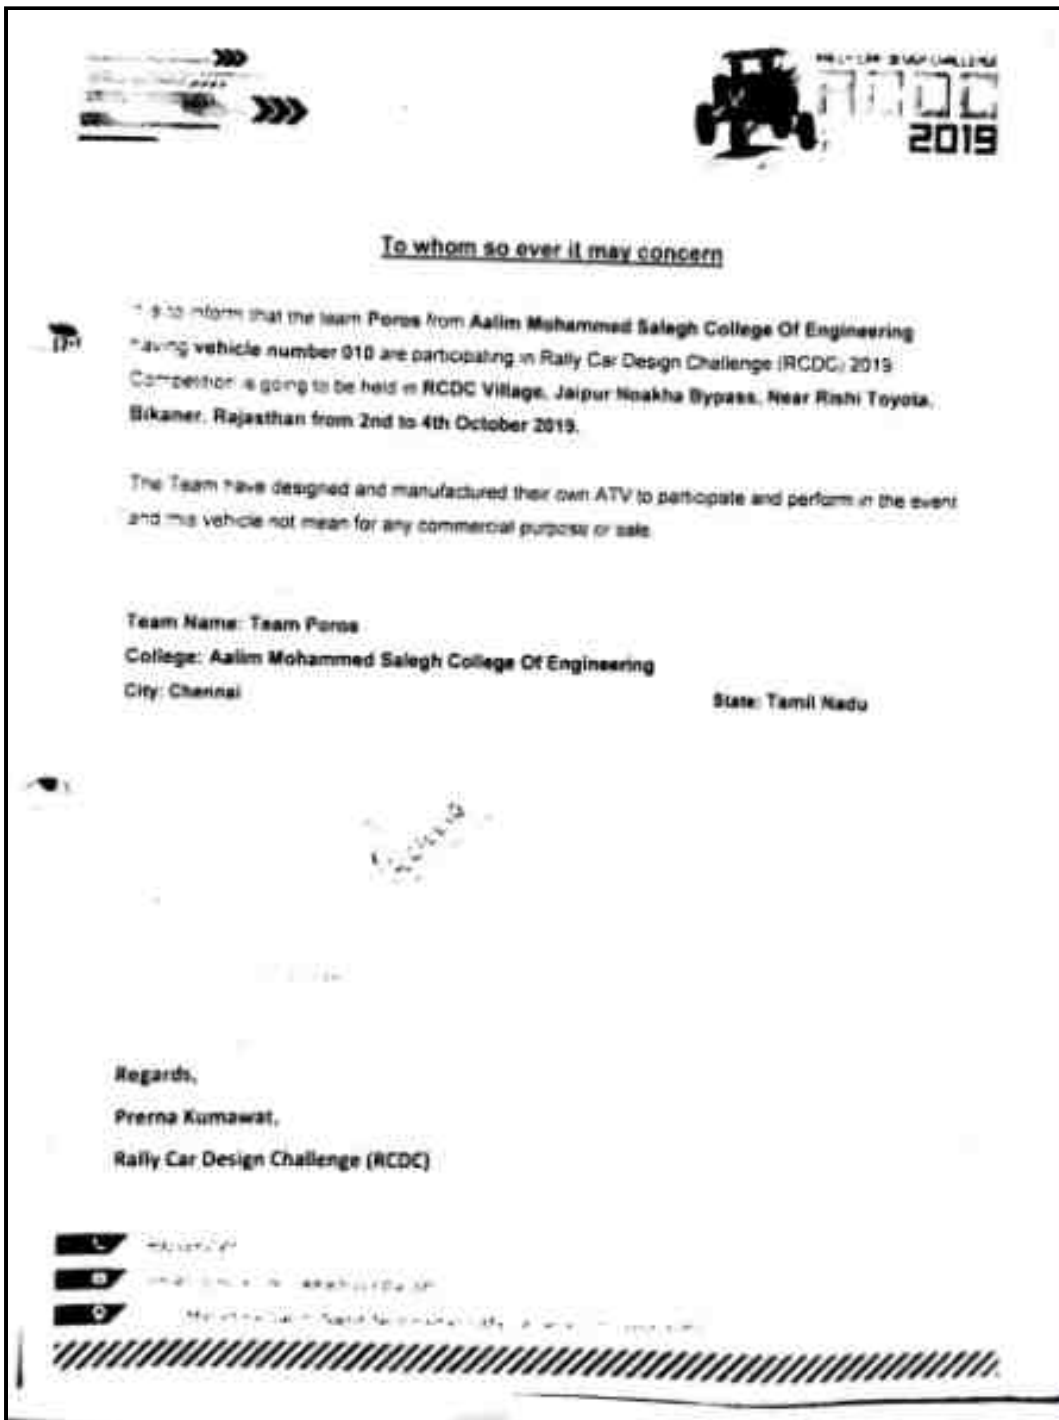 RCDC
2019
To whom so ever it may concern
inform that the team Poros from Aalim Mohammed Salegh College Of Engineering
having vehicle number 010 are participating in Rally Car Design Challenge (RCDC) 2019
Competition is going to be held in RCDC Village, Jaipur Noakha Bypass, Near Rishi Toyota,
Bikaner, Rajasthan from 2nd to 4th October 2019.
The Team have designed and manufactured their own ATV to participate and perform in the event
and this vehicle not mean for any commercial purpose or sale
Team Name: Team Poros
College: Aalim Mohammed Salegh College Of Engineering
City: Chennai State: Tamil Nadu
Regards,
Prerna Kumawat,
Rally Car Design Challenge (RCDC)